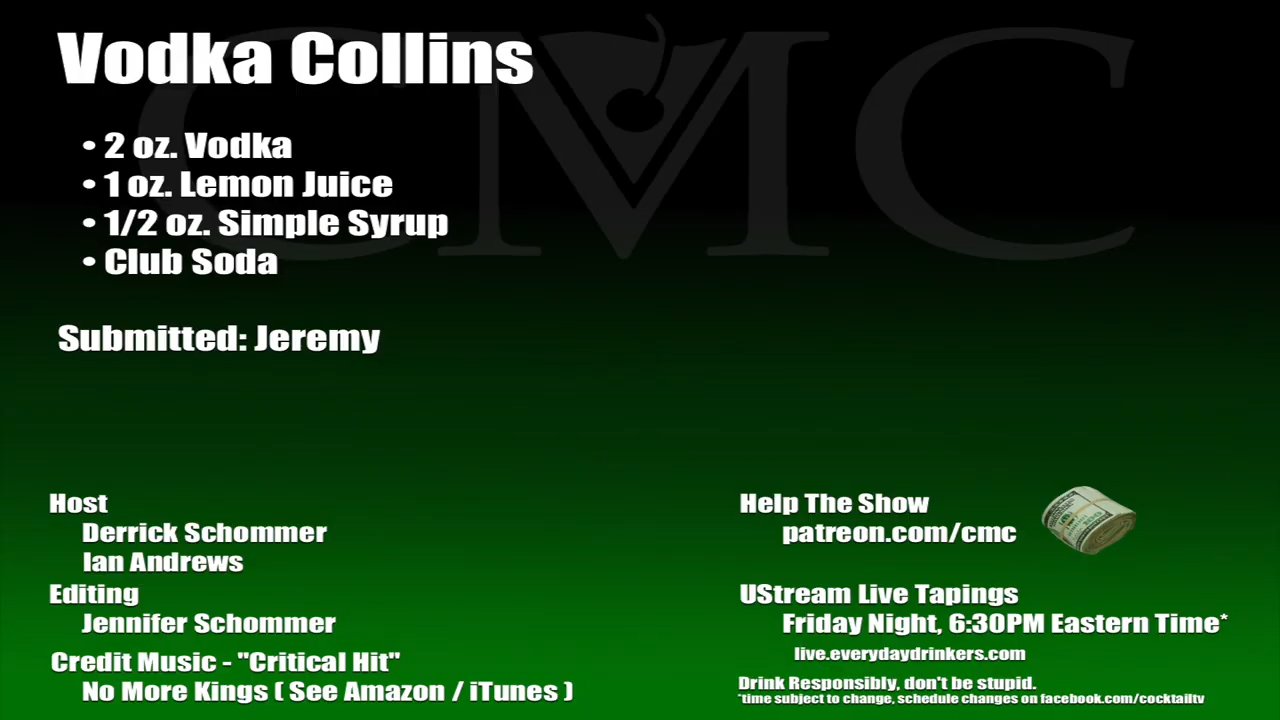 CMC
Vodka Collins
• 2 oz. Vodka
• 1 oz. Lemon Juice
• 1/2 oz. Simple Syrup
• Club Soda
Submitted: Jeremy
Host
Derrick Schommer
Ian Andrews
Editing
Jennifer Schommer
Credit Music - "Critical Hit"
No More Kings ( See Amazon / iTunes )
Help The Show
patreon.com/cmc
UStream Live Tapings
Friday Night, 6:30PM Eastern Time*
live.everydaydrinkers.com
Drink Responsibly, don't be stupid.
*time subject to change, schedule changes on facebook.com/cocktailtv